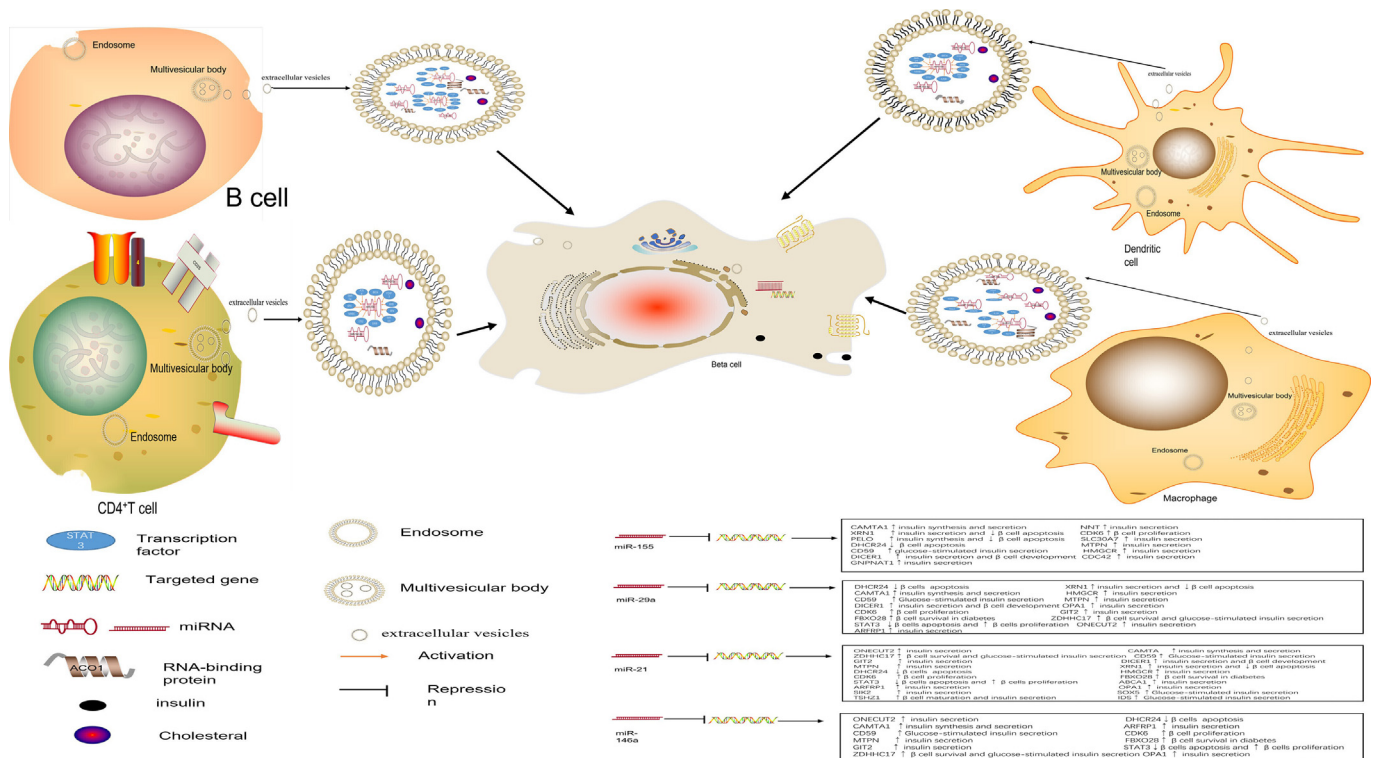 Endosome
Multivesicular body
extracellular vesicles
B cell
extracellular vesicles
Multivesicular body
Endosome
Dendritic
cell
CD25
extracellular vesicles
Multivesicular body
Endosome
CD4⁺T cell
Beta cell
extracellular vesicles
Multivesicular body
Endosome
Macrophage
STAT
3
Transcription
factor
Targeted gene
miRNA
ACO1
RNA-binding
protein
insulin
Cholesteral
Endosome
Multivesicular body
extracellular vesicles
Activation
Repressio
n
miR-155
CAMTA1 ↑ insulin synthesis and secretion NNT ↑ insulin secretion
XRN1 ↑ insulin secretion and ↓ β cell apoptosis CDK6 ↑ β cell proliferation
PELO ↑ insulin synthesis and ↓ β cell apoptosis SLC30A7 ↑ insulin secretion
DHCR24 ↓ β cell apoptosis MTPN ↑ insulin secretion
CD59 ↑ glucose-stimulated insulin secretion HMGCR ↑ insulin secretion
DICER1 ↑ insulin secretion and β cell development CDC42 ↑ insulin secretion
GNPNAT1 ↑ insulin secretion
miR-29a
DHCR24 ↓ β cells apoptosis XRN1 ↑ insulin secretion and ↓ β cell apoptosis
CAMTA1 ↑ insulin synthesis and secretion HMGCR ↑ insulin secretion
CD59 ↑ Glucose-stimulated insulin secretion MTPN ↑ insulin secretion
DICER1 ↑ insulin secretion and β cell development OPA1 ↑ insulin secretion
CDK6 ↑ β cell proliferation GIT2 ↑ insulin secretion
FBXO28 ↑ β cell survival in diabetes ZDHHC17 ↑ β cell survival and glucose-stimulated insulin secretion
STAT3 ↓ β cells apoptosis and ↑ β cells proliferation ONECUT2 ↑ insulin secretion
ARFRP1 ↑ insulin secretion
miR-21
ONECUT2 ↑ insulin secretion CAMTA ↑ insulin synthesis and secretion
ZDHHC17 ↑ β cell survival and glucose-stimulated insulin secretion CD59 ↑ Glucose-stimulated insulin secretion
GIT2 ↑ insulin secretion DICER1 ↑ insulin secretion and β cell development
MTPN ↑ insulin secretion XRN1 ↑ insulin secretion and ↓ β cell apoptosis
DHCR24 ↓ β cells apoptosis HMGCR ↑ insulin secretion
CDK6 ↑ β cell proliferation FBXO28 ↑ β cell survival in diabetes
STAT3 ↓ β cells apoptosis and ↑ β cells proliferation ABCA1 ↑ insulin secretion
ARFRP1 ↑ insulin secretion OPA1 ↑ insulin secretion
SIK2 ↑ insulin secretion SOX5 ↑ Glucose-stimulated insulin secretion
TSHZ1 ↑ β cell maturation and insulin secretion IDS ↑ Glucose-stimulated insulin secretion
miR-
146a
ONECUT2 ↑ insulin secretion DHCR24 ↓ β cells apoptosis
CAMTA1 ↑ insulin synthesis and secretion ARFRP1 ↑ insulin secretion
CD59 ↑ Glucose-stimulated insulin secretion CDK6 ↑ β cell proliferation
MTPN ↑ insulin secretion FBXO28 ↑ β cell survival in diabetes
GIT2 ↑ insulin secretion STAT3 ↓ β cells apoptosis and ↑ β cells proliferation
ZDHHC17 ↑ β cell survival and glucose-stimulated insulin secretion OPA1 ↑ insulin secretion